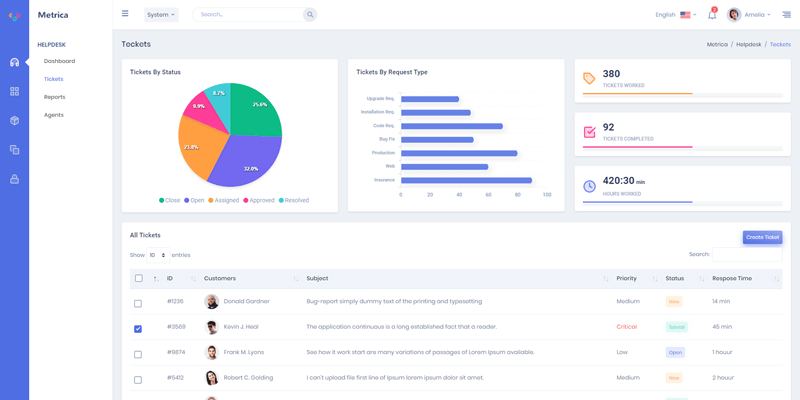 Metrica
System
Search...
English
2
Amelia
HELPDESK
Dashboard
Tickets
Reports
Agents
Tockets
Metrica / Helpdesk / Tickets
Tickets By Status
8.7%
25.6%
9.9%
23.8%
32.0%
Close Open Assigned Approved Resolved
Tickets By Request Type
Upgrade Req.
Installation Req.
Code Req.
Bug Fix
Production
Web
Insurance
0 20 40 60 80 100
380
TICKETS WORKED
92
TICKETS COMPLETED
420:30 min
HOURS WORKED
All Tickets
Create Ticket
Show 10 entries
Search:
ID Customers Subject Priority Status Respose Time
#1236 Donald Gardner Bug-report simply dummy text of the printing and typesetting Medium New 14 min
#3589 Kevin J. Heal The application continuous is a long established fact that a reader. Critical 45 min
#9874 Frank M. Lyons See how it work start are many variations of passages of Lorem Ipsum available. Low Open 1 houur
#5412 Robert C. Golding I can't upload file first line of Ipsum lorem ipsum dolor sit amet. Medium New 2 houur